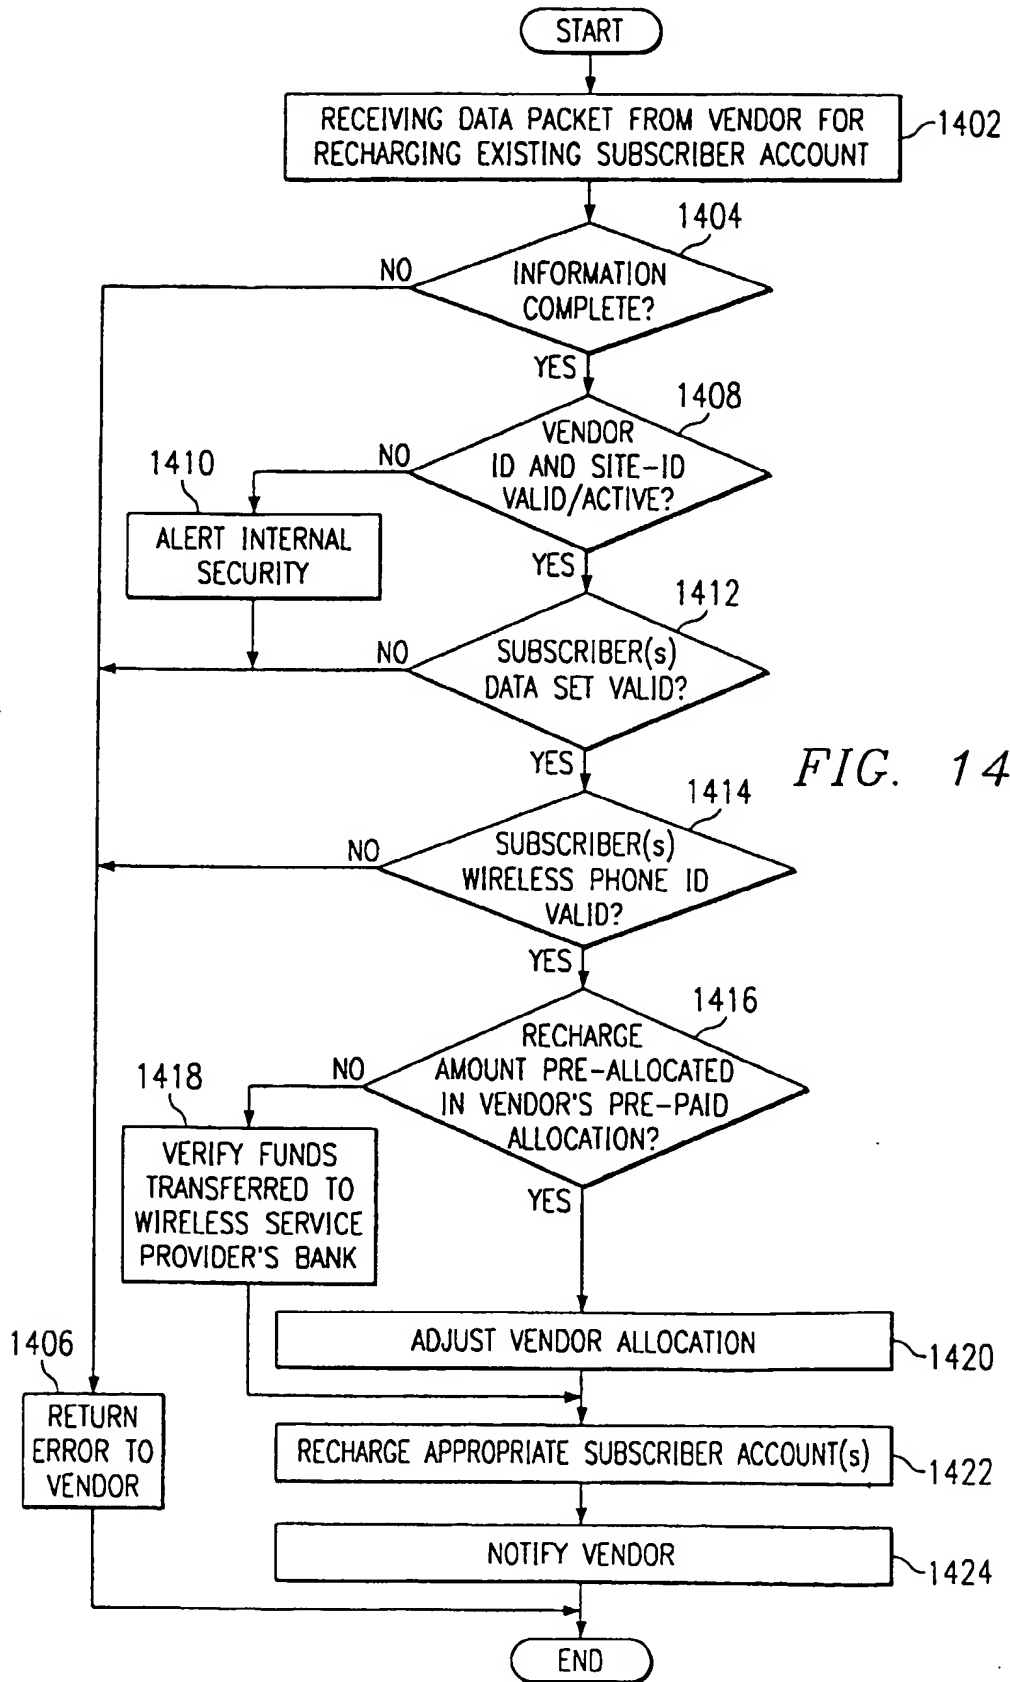 START
RECEIVING DATA PACKET FROM VENDOR FOR
RECHARGING EXISTING SUBSCRIBER ACCOUNT
1402
1404
NO
INFORMATION
COMPLETE?
YES
1408
VENDOR
ID AND SITE-ID
VALID/ACTIVE?
NO
1410
ALERT INTERNAL
SECURITY
YES
1412
NO
SUBSCRIBER(s)
DATA SET VALID?
YES
FIG. 14
1414
NO
SUBSCRIBER(s)
WIRELESS PHONE ID
VALID?
YES
1416
RECHARGE
AMOUNT PRE-ALLOCATED
IN VENDOR'S PRE-PAID
ALLOCATION?
NO
1418
VERIFY FUNDS
TRANSFERRED TO
WIRELESS SERVICE
PROVIDER'S BANK
YES
ADJUST VENDOR ALLOCATION
1420
1406
RETURN
ERROR TO
VENDOR
RECHARGE APPROPRIATE SUBSCRIBER ACCOUNT(s)
1422
NOTIFY VENDOR
1424
END